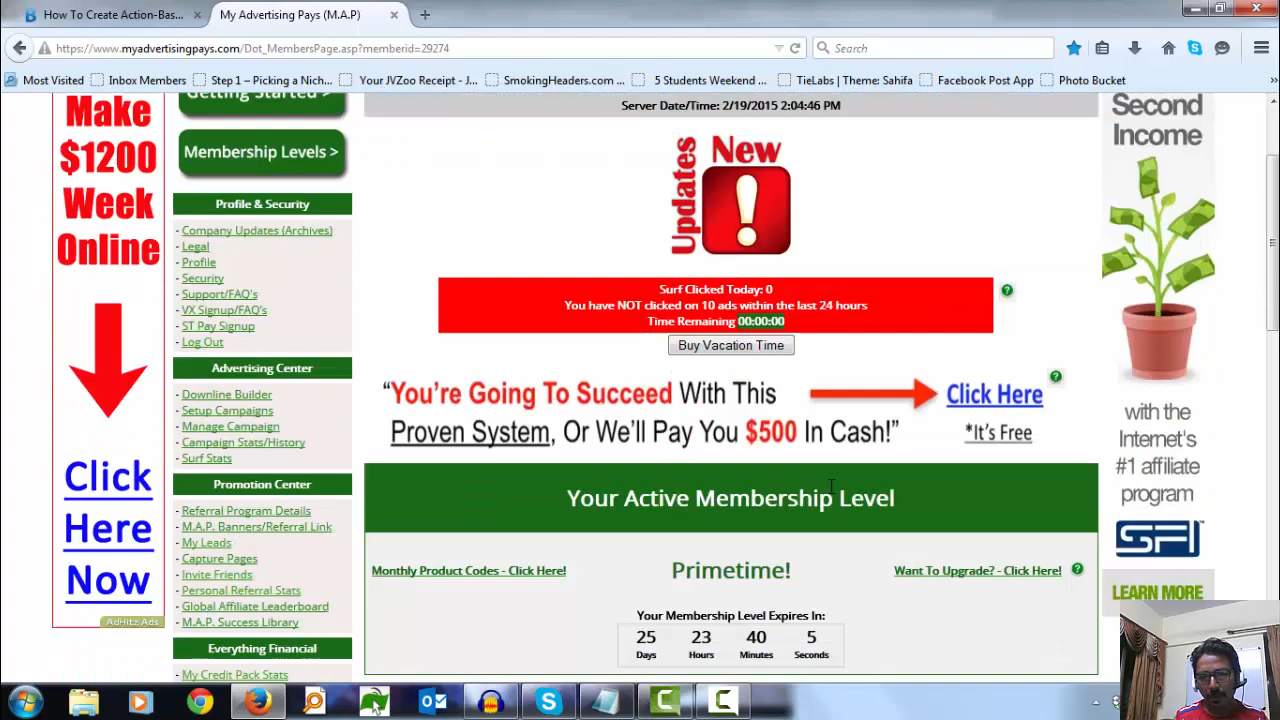 How To Create Action-Bas...
My Advertising Pays (M.A.P)
https://www.myadvertisingpays.com/Dot_MembersPage.asp?memberid=29274
Search
Most Visited
Inbox Members
Step 1 – Picking a Nich...
Your JVZoo Receipt - J...
SmokingHeaders.com ...
5 Students Weekend ...
TieLabs | Theme: Sahifa
Facebook Post App
Photo Bucket
Make
$1200
Week
Online
Click
Here
Now
AdHitz Ads
Getting Started >
Membership Levels >
Profile & Security
- Company Updates (Archives)
- Legal
- Profile
- Security
- Support/FAQ's
- VX Signup/FAQ's
- ST Pay Signup
- Log Out
Advertising Center
- Downline Builder
- Setup Campaigns
- Manage Campaign
- Campaign Stats/History
- Surf Stats
Promotion Center
- Referral Program Details
- M.A.P. Banners/Referral Link
- My Leads
- Capture Pages
- Invite Friends
- Personal Referral Stats
- Global Affiliate Leaderboard
- M.A.P. Success Library
Everything Financial
- My Credit Pack Stats
Server Date/Time: 2/19/2015 2:04:46 PM
New
Updates
!
Surf Clicked Today: 0
You have NOT clicked on 10 ads within the last 24 hours
Time Remaining 00:00:00
?
Buy Vacation Time
“You’re Going To Succeed With This
Proven System, Or We’ll Pay You $500 In Cash!”
Click Here
?
*It’s Free
Your Active Membership Level
Monthly Product Codes - Click Here!
Primetime!
Want To Upgrade? - Click Here!
?
Your Membership Level Expires In:
25 23 40 5
Days Hours Minutes Seconds
Second
Income
with the
Internet's
#1 affiliate
program
SFI
LEARN MORE